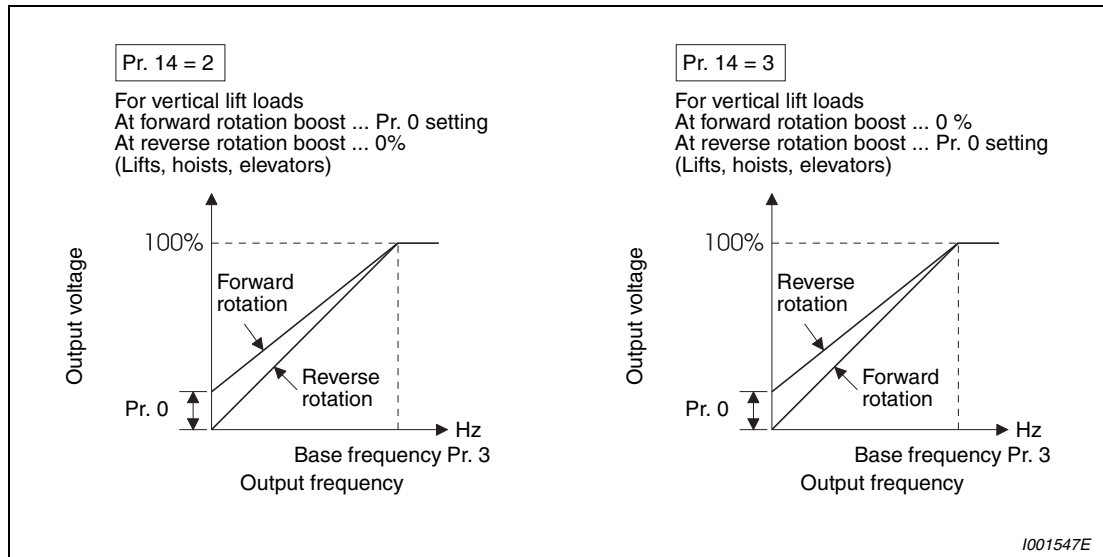 Pr. 14 = 2
For vertical lift loads
At forward rotation boost ... Pr. 0 setting
At reverse rotation boost ... 0%
(Lifts, hoists, elevators)
Output voltage
100%
Forward
rotation
Reverse
rotation
Pr. 0
Hz
Base frequency Pr. 3
Output frequency
Pr. 14 = 3
For vertical lift loads
At forward rotation boost ... 0 %
At reverse rotation boost ... Pr. 0 setting
(Lifts, hoists, elevators)
Output voltage
100%
Reverse
rotation
Forward
rotation
Pr. 0
Hz
Base frequency Pr. 3
Output frequency
I001547E